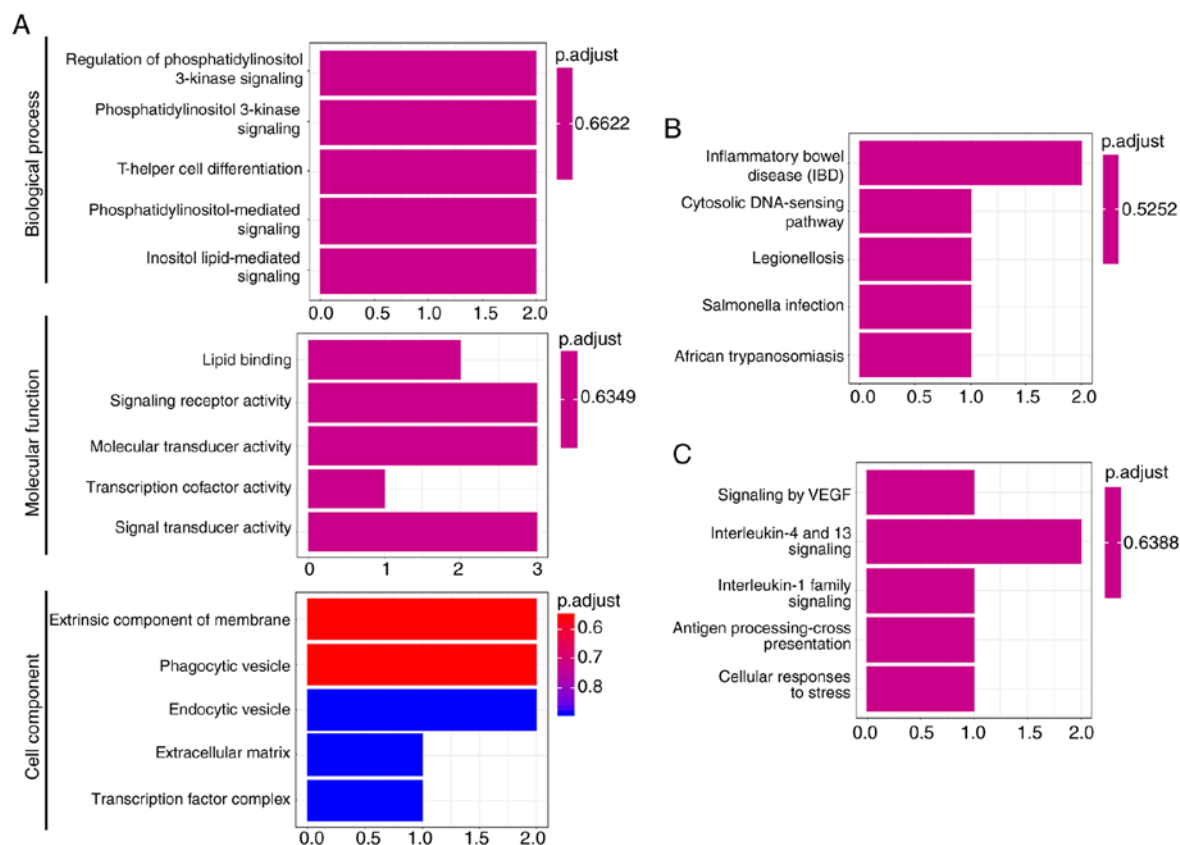 A
Biological process
Regulation of phosphatidylinositol
3-kinase signaling
Phosphatidylinositol 3-kinase
signaling
T-helper cell differentiation
Phosphatidylinositol-mediated
signaling
Inositol lipid-mediated
signaling
0.0 0.5 1.0 1.5 2.0
p.adjust
0.6622
Molecular function
Lipid binding
Signaling receptor activity
Molecular transducer activity
Transcription cofactor activity
Signal transducer activity
0 1 2 3
p.adjust
0.6349
Cell component
Extrinsic component of membrane
Phagocytic vesicle
Endocytic vesicle
Extracellular matrix
Transcription factor complex
0.0 0.5 1.0 1.5 2.0
p.adjust
0.6
0.7
0.8
B
Inflammatory bowel
disease (IBD)
Cytosolic DNA-sensing
pathway
Legionellosis
Salmonella infection
African trypanosomiasis
0.0 0.5 1.0 1.5 2.0
p.adjust
0.5252
C
Signaling by VEGF
Interleukin-4 and 13
signaling
Interleukin-1 family
signaling
Antigen processing-cross
presentation
Cellular responses
to stress
0.0 0.5 1.0 1.5 2.0
p.adjust
0.6388